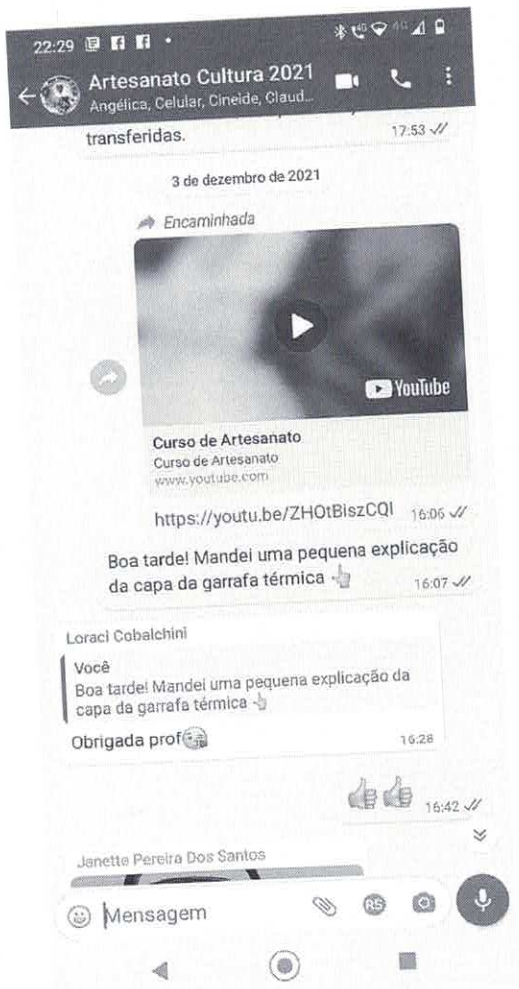 22:29
4G
Artesanato Cultura 2021
Angélica, Celular, Cineide, Claud...
transferidas.
17:53
3 de dezembro de 2021
Encaminhada
YouTube
Curso de Artesanato
Curso de Artesanato
www.youtube.com
https://youtu.be/ZHOtBiszCQI 16:06
Boa tarde! Mandei uma pequena explicação
da capa da garrafa térmica 👆 16:07
Loraci Cobalchini
Você
Boa tarde! Mandei uma pequena explicação da
capa da garrafa térmica 👆
Obrigada prof😘 16:28
👍👍 16:42
Janette Pereira Dos Santos
Mensagem
R$